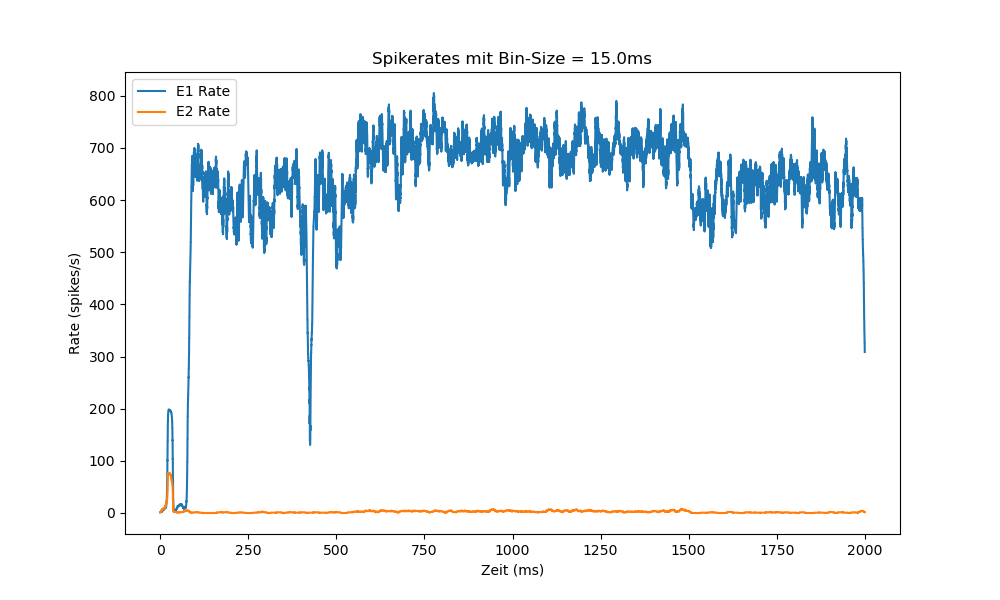 Spikerates mit Bin-Size = 15.0ms
E1 Rate
E2 Rate
800
700
600
500
400
300
200
100
0
Rate (spikes/s)
0 250 500 750 1000 1250 1500 1750 2000
Zeit (ms)